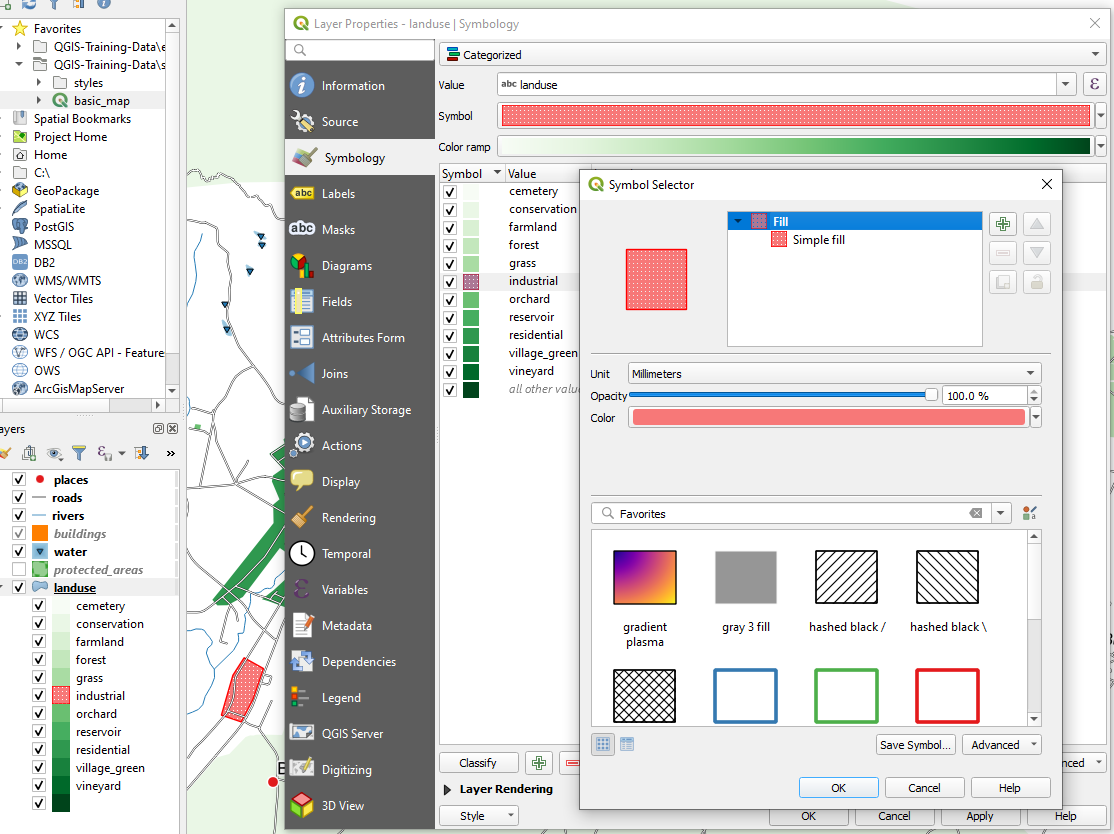 Favorites
QGIS-Training-Data\e
QGIS-Training-Data\s
styles
basic_map
Spatial Bookmarks
Project Home
Home
C:\
GeoPackage
SpatiaLite
PostGIS
MSSQL
DB2
WMS/WMTS
Vector Tiles
XYZ Tiles
WCS
WFS / OGC API - Feature
OWS
ArcGisMapServer
ayers
»
places
roads
rivers
buildings
water
protected_areas
landuse
cemetery
conservation
farmland
forest
grass
industrial
orchard
reservoir
residential
village_green
vineyard
Layer Properties - landuse | Symbology
Information
Source
Symbology
abc Labels
abc Masks
Diagrams
Fields
Attributes Form
Joins
Auxiliary Storage
Actions
Display
Rendering
Temporal
Variables
Metadata
Dependencies
Legend
QGIS Server
Digitizing
3D View
Categorized
Value abc landuse ε
Symbol
Color ramp
Symbol Value
cemetery
conservation
farmland
forest
grass
industrial
orchard
reservoir
residential
village_green
vineyard
all other valu
Classify
nced
Layer Rendering
Style OK Cancel Apply Help
Symbol Selector
Fill
Simple fill
Unit Millimeters
Opacity 100.0 %
Color
Favorites
gradient plasma
gray 3 fill
hashed black /
hashed black \
Save Symbol... Advanced
OK Cancel Help